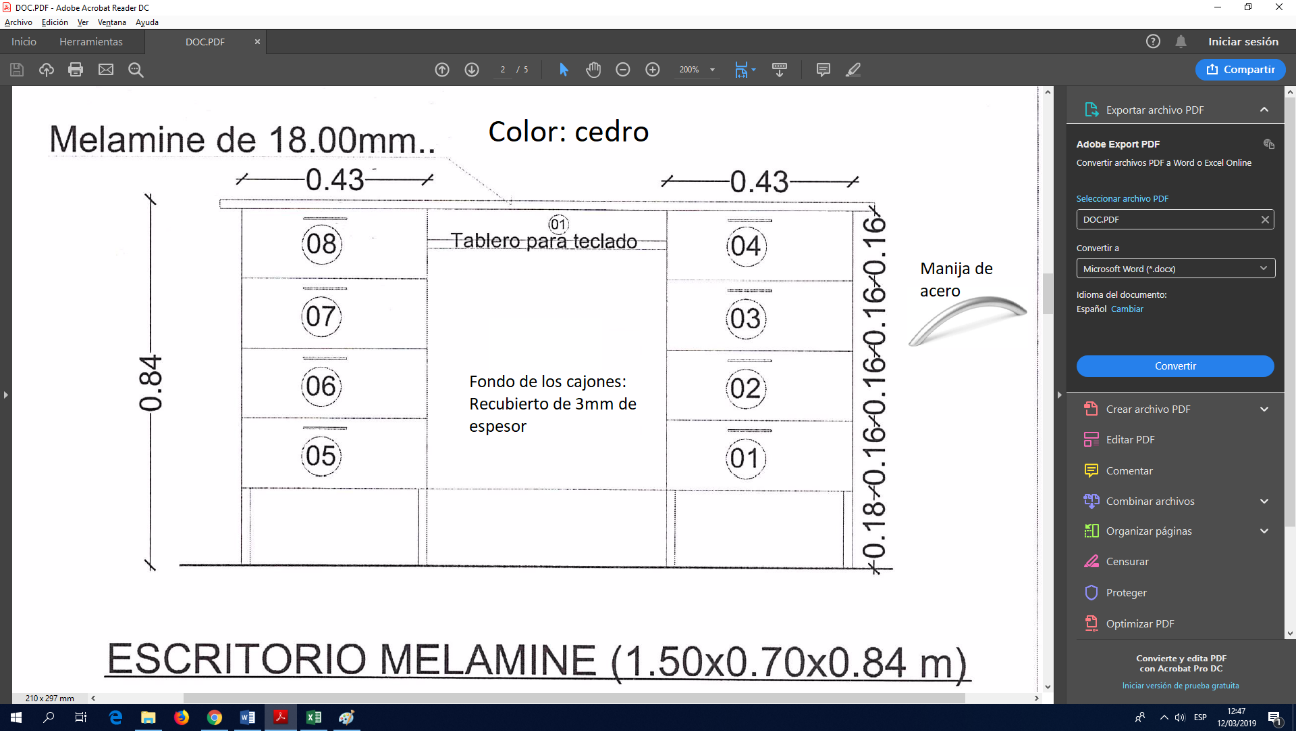 DOC.PDF - Adobe Acrobat Reader DC
Archivo Edición Ver Ventana Ayuda
Inicio Herramientas DOC.PDF
Iniciar sesión
2 / 5
200%
Compartir
Melamine de 18.00mm..
Color: cedro
0.43
0.43
08
07
06
05
01
Tablero para teclado
04
03
02
01
0.84
0.18
0.16
0.16
0.16
0.16
Fondo de los cajones:
Recubierto de 3mm de
espesor
Manija de
acero
ESCRITORIO MELAMINE (1.50x0.70x0.84 m)
210 x 297 mm
Exportar archivo PDF
Adobe Export PDF
Convertir archivos PDF a Word o Excel Online
Seleccionar archivo PDF
DOC.PDF
Convertir a
Microsoft Word (*.docx)
Idioma del documento:
Español Cambiar
Convertir
Crear archivo PDF
Editar PDF
Comentar
Combinar archivos
Organizar páginas
Censurar
Proteger
Optimizar PDF
Convierte y edita PDF
con Acrobat Pro DC
Iniciar versión de prueba gratuita
ESP
12:47
12/03/2019
1